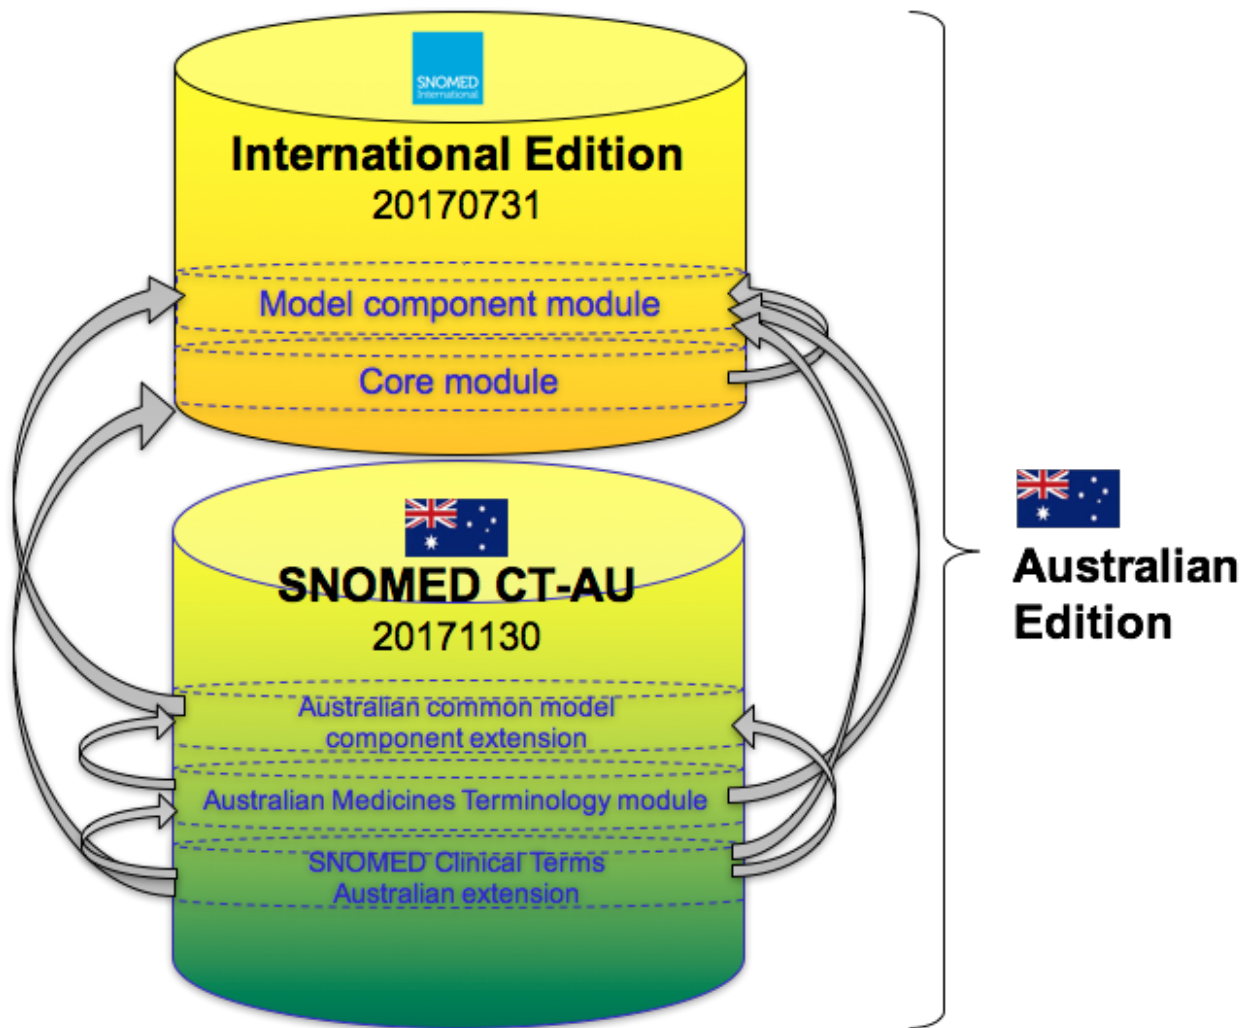 SNOMED
International
International Edition
20170731
Model component module
Core module
SNOMED CT-AU
20171130
Australian common model
component extension
Australian Medicines Terminology module
SNOMED Clinical Terms
Australian extension
Australian
Edition